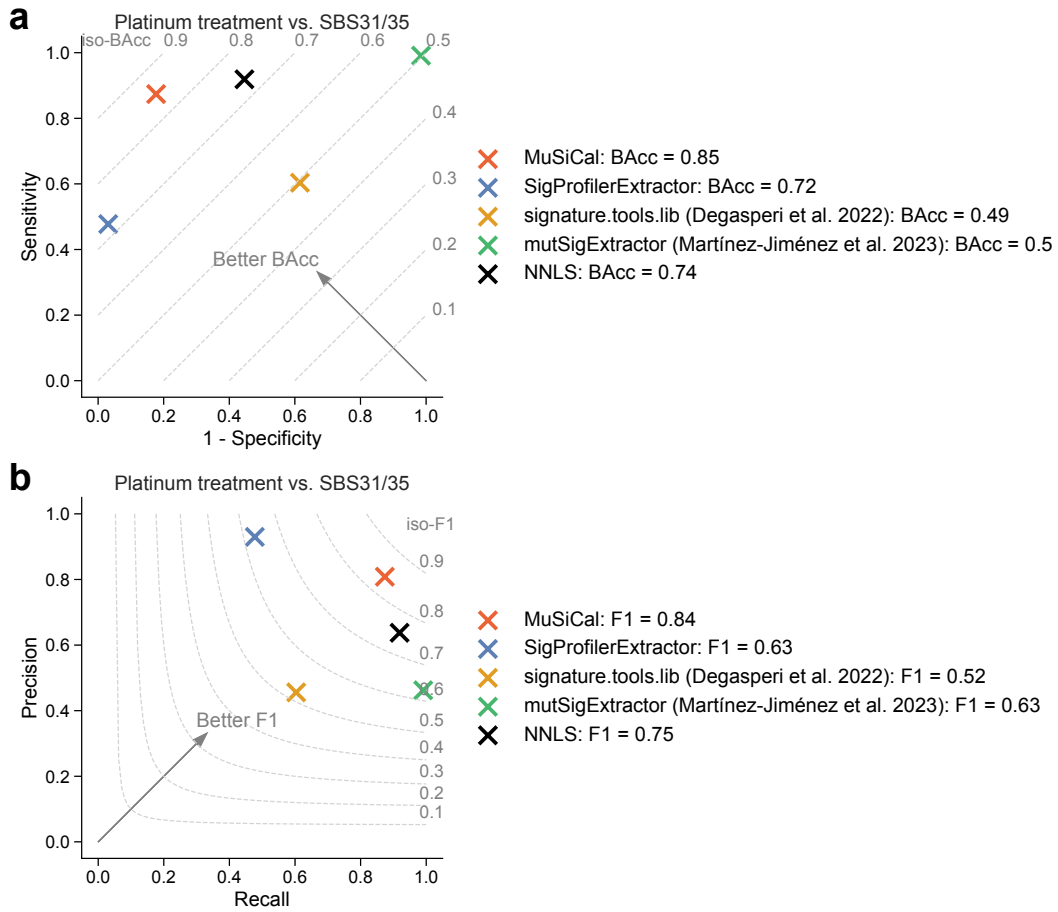 a
Platinum treatment vs. SBS31/35
iso-BAcc 0.9 0.8 0.7 0.6 0.5
1.0
0.8
0.6
0.4
0.2
0.0
Sensitivity
0.4
0.3
0.2
0.1
Better BAcc
0.0 0.2 0.4 0.6 0.8 1.0
1 - Specificity
MuSiCal: BAcc = 0.85
SigProfilerExtractor: BAcc = 0.72
signature.tools.lib (Degasperi et al. 2022): BAcc = 0.49
mutSigExtractor (Martínez-Jiménez et al. 2023): BAcc = 0.5
NNLS: BAcc = 0.74
b
Platinum treatment vs. SBS31/35
1.0
0.8
0.6
0.4
0.2
0.0
Precision
iso-F1
0.9
0.8
0.7
0.6
0.5
0.4
0.3
0.2
0.1
Better F1
0.0 0.2 0.4 0.6 0.8 1.0
Recall
MuSiCal: F1 = 0.84
SigProfilerExtractor: F1 = 0.63
signature.tools.lib (Degasperi et al. 2022): F1 = 0.52
mutSigExtractor (Martínez-Jiménez et al. 2023): F1 = 0.63
NNLS: F1 = 0.75